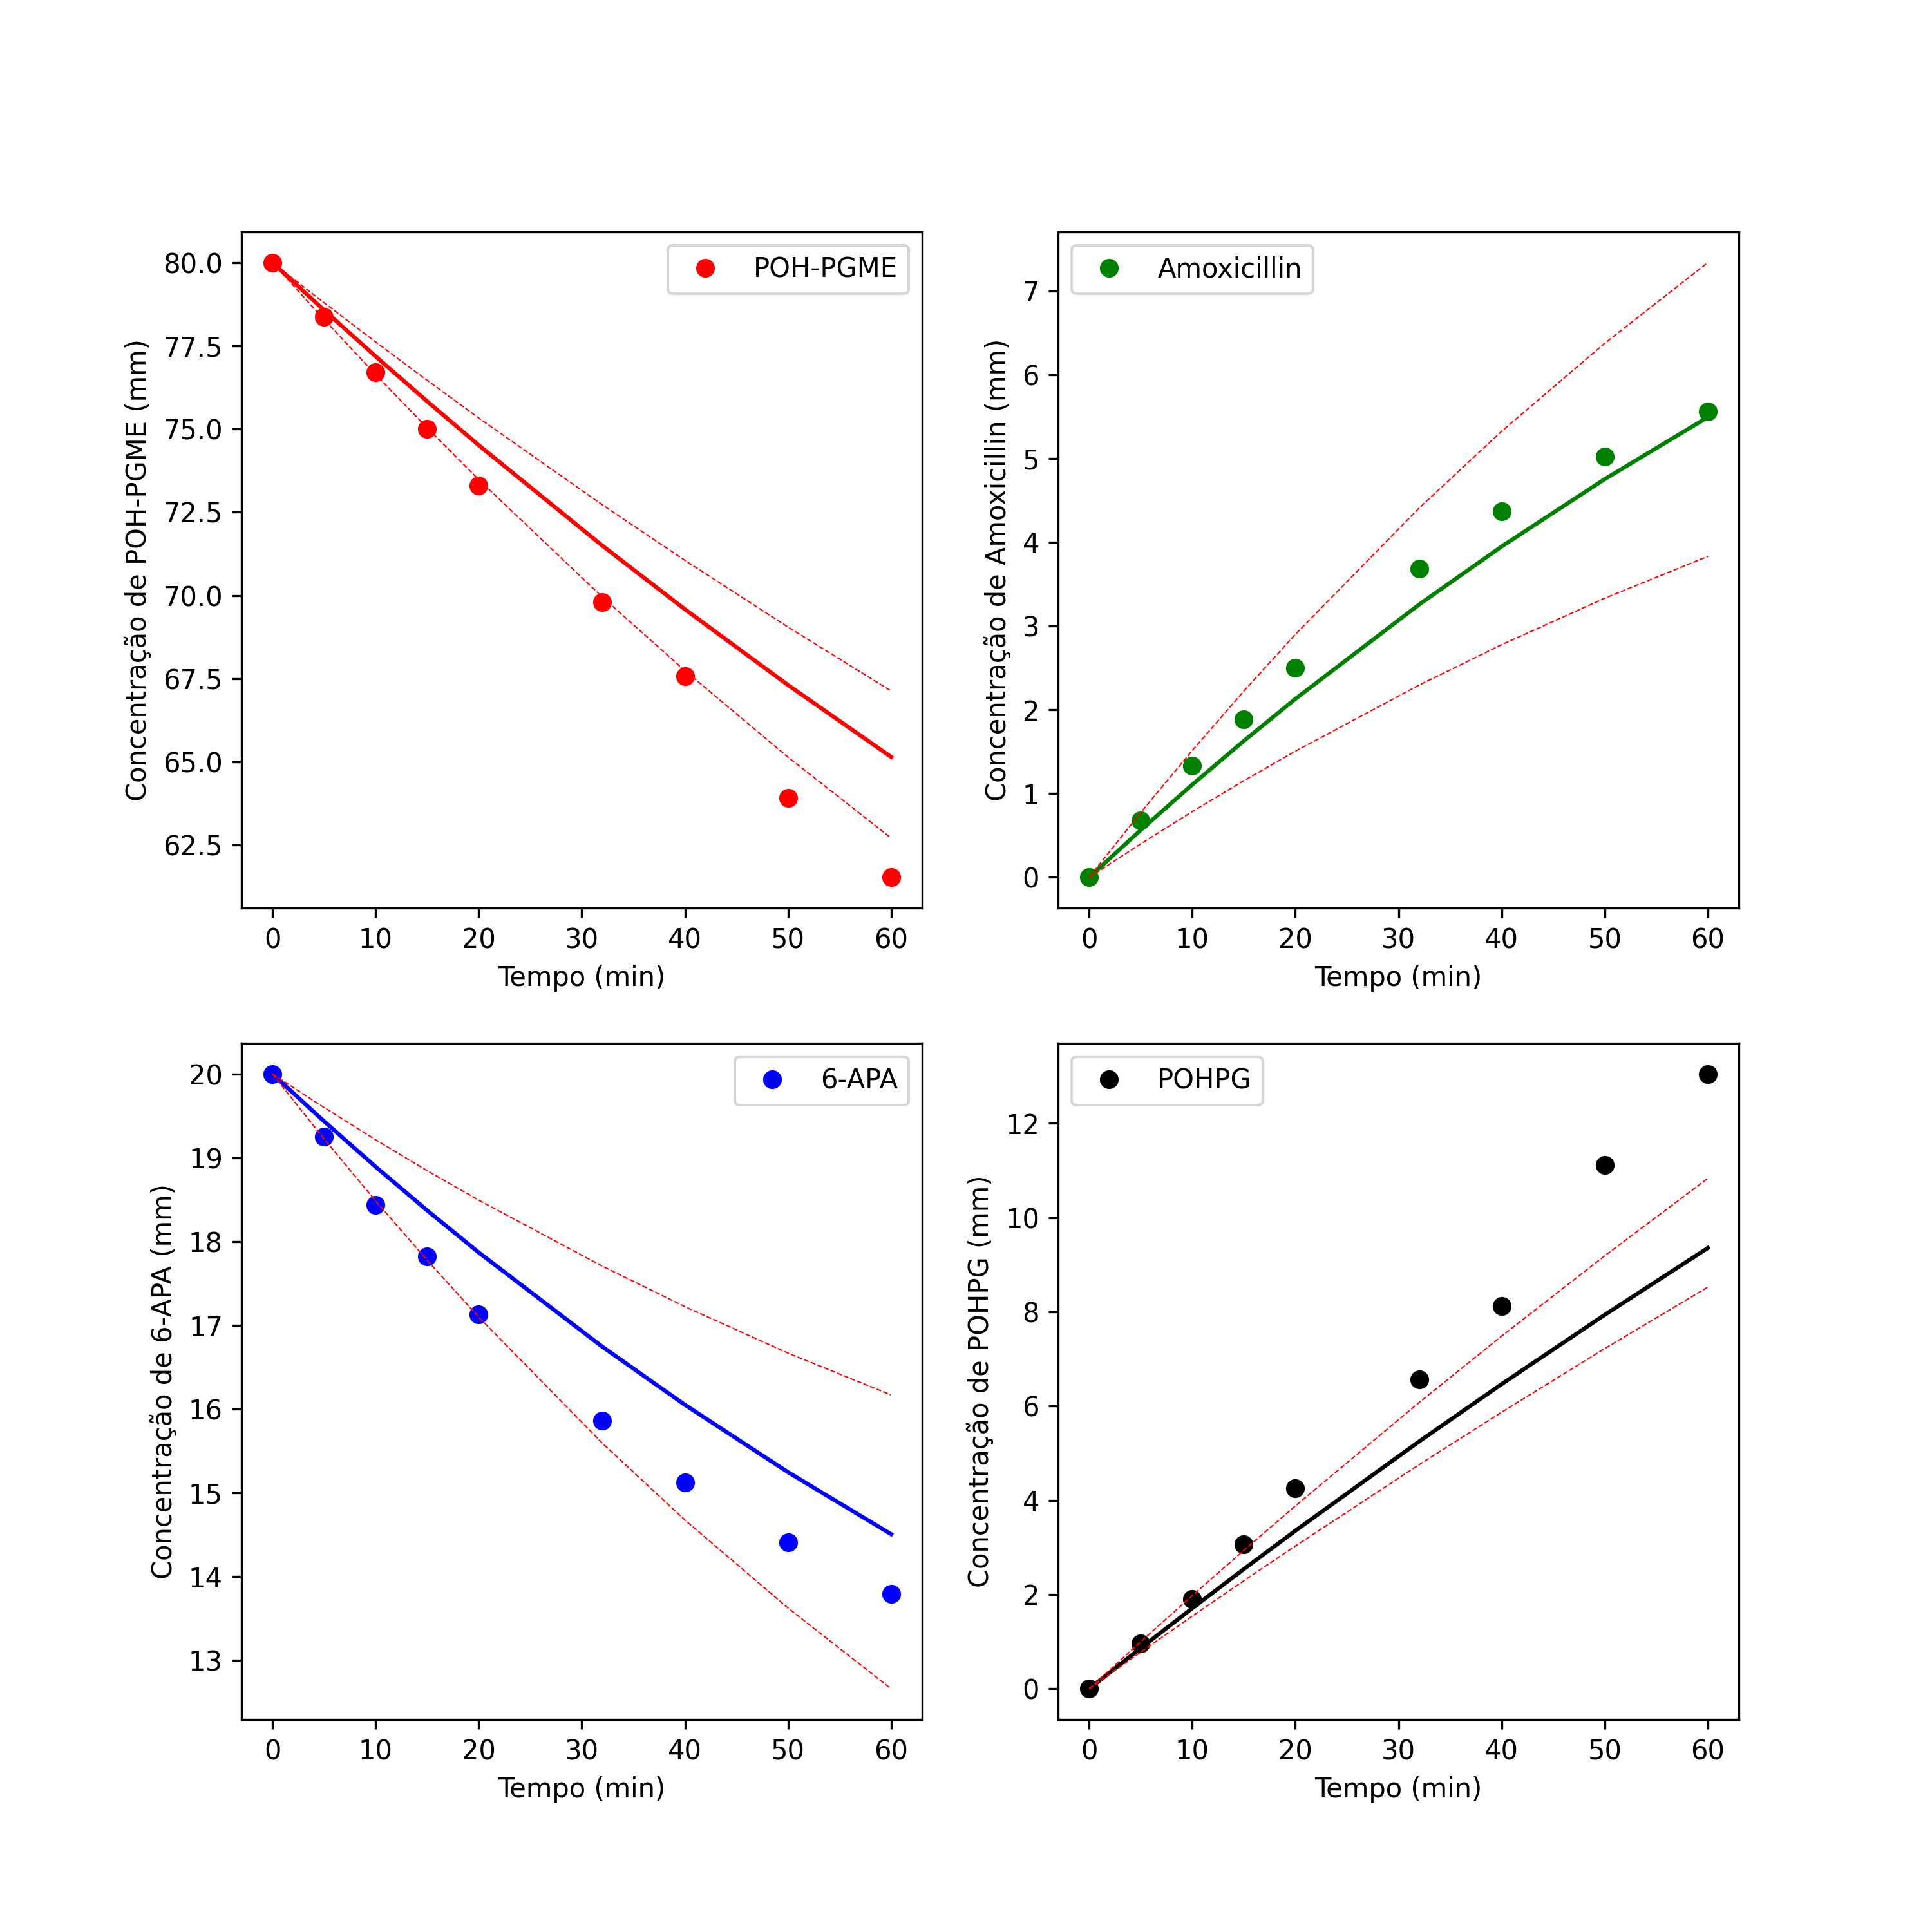 POH-PGME
80.0
77.5
75.0
72.5
70.0
67.5
65.0
62.5
Concentração de POH-PGME (mm)
0 10 20 30 40 50 60
Tempo (min)
Amoxicillin
7
6
5
4
3
2
1
0
Concentração de Amoxicillin (mm)
0 10 20 30 40 50 60
Tempo (min)
6-APA
20
19
18
17
16
15
14
13
Concentração de 6-APA (mm)
0 10 20 30 40 50 60
Tempo (min)
POHPG
12
10
8
6
4
2
0
Concentração de POHPG (mm)
0 10 20 30 40 50 60
Tempo (min)